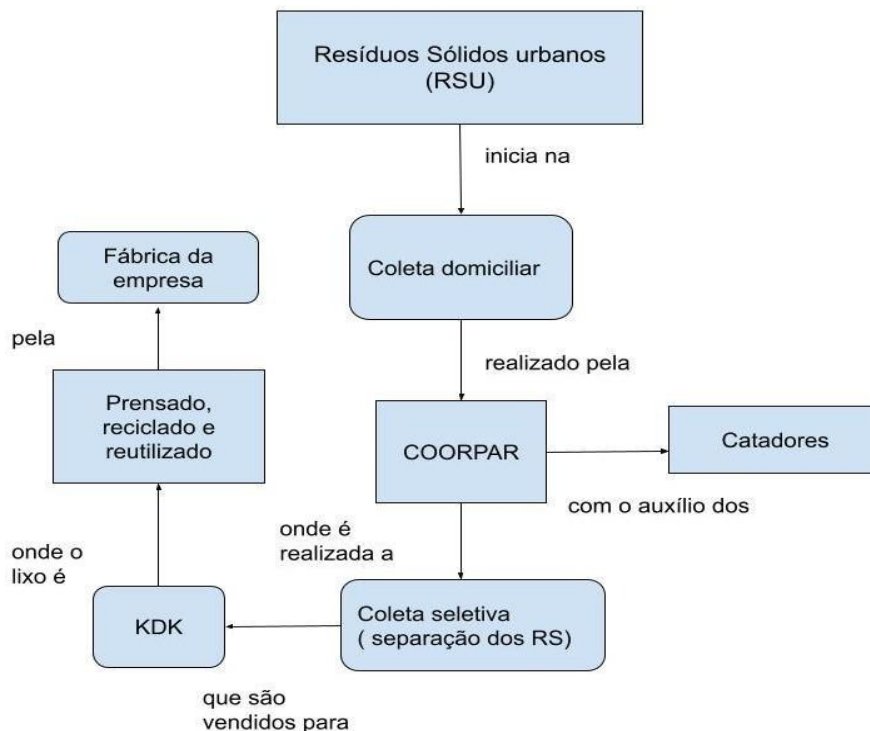 Resíduos Sólidos urbanos
(RSU)
inicia na
Coleta domiciliar
realizado pela
COORPAR
com o auxílio dos
Catadores
onde é
realizada a
Coleta seletiva
( separação dos RS)
que são
vendidos para
KDK
onde o
lixo é
Prensado,
reciclado e
reutilizado
pela
Fábrica da
empresa